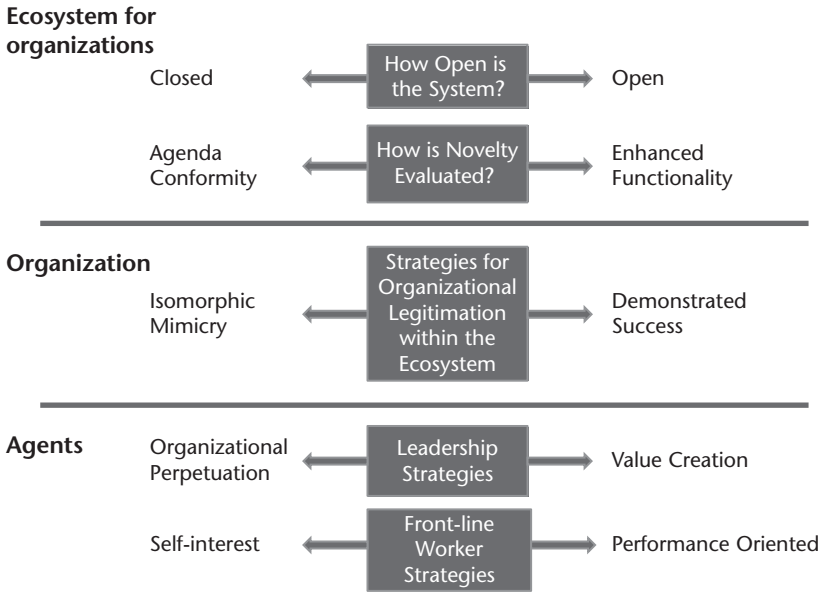 Ecosystem for
organizations
Closed
How Open is
the System?
Open
Agenda
Conformity
How is Novelty
Evaluated?
Enhanced
Functionality
Organization
Isomorphic
Mimicry
Strategies for
Organizational
Legitimation
within the
Ecosystem
Demonstrated
Success
Agents
Organizational
Perpetuation
Leadership
Strategies
Value Creation
Self-interest
Front-line
Worker
Strategies
Performance Oriented